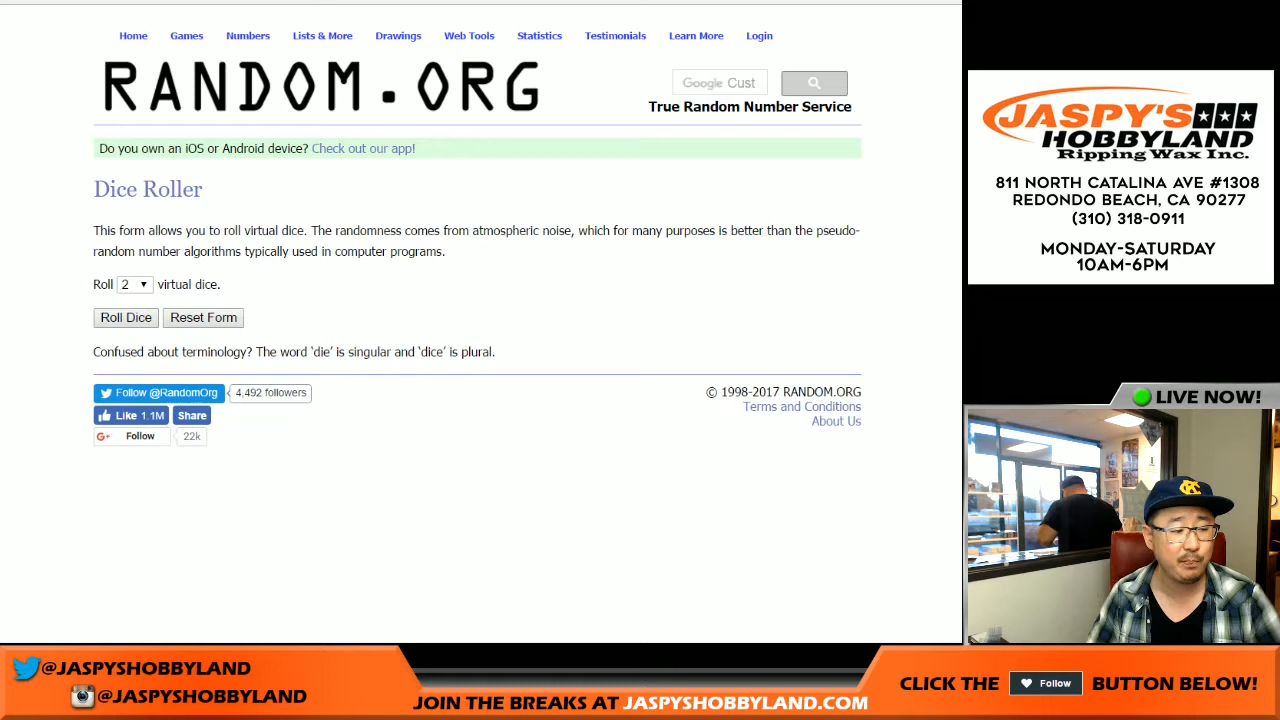 Home Games Numbers Lists & More Drawings Web Tools Statistics Testimonials Learn More Login
RANDOM.ORG
Google Cust
True Random Number Service
Do you own an iOS or Android device? Check out our app!
Dice Roller
This form allows you to roll virtual dice. The randomness comes from atmospheric noise, which for many purposes is better than the pseudo-
random number algorithms typically used in computer programs.
Roll 2 virtual dice.
Roll Dice Reset Form
Confused about terminology? The word ‘die’ is singular and ‘dice’ is plural.
Follow @RandomOrg 4,492 followers
Like 1.1M Share
G+ Follow 22k
© 1998-2017 RANDOM.ORG
Terms and Conditions
About Us
JASPY'S
HOBBYLAND
Ripping Wax Inc.
811 NORTH CATALINA AVE #1308
REDONDO BEACH, CA 90277
(310) 318-0911
MONDAY-SATURDAY
10AM-6PM
LIVE NOW!
KC
@JASPYSHOBBYLAND
@JASPYSHOBBYLAND
JOIN THE BREAKS AT JASPYSHOBBYLAND.COM
CLICK THE Follow BUTTON BELOW!